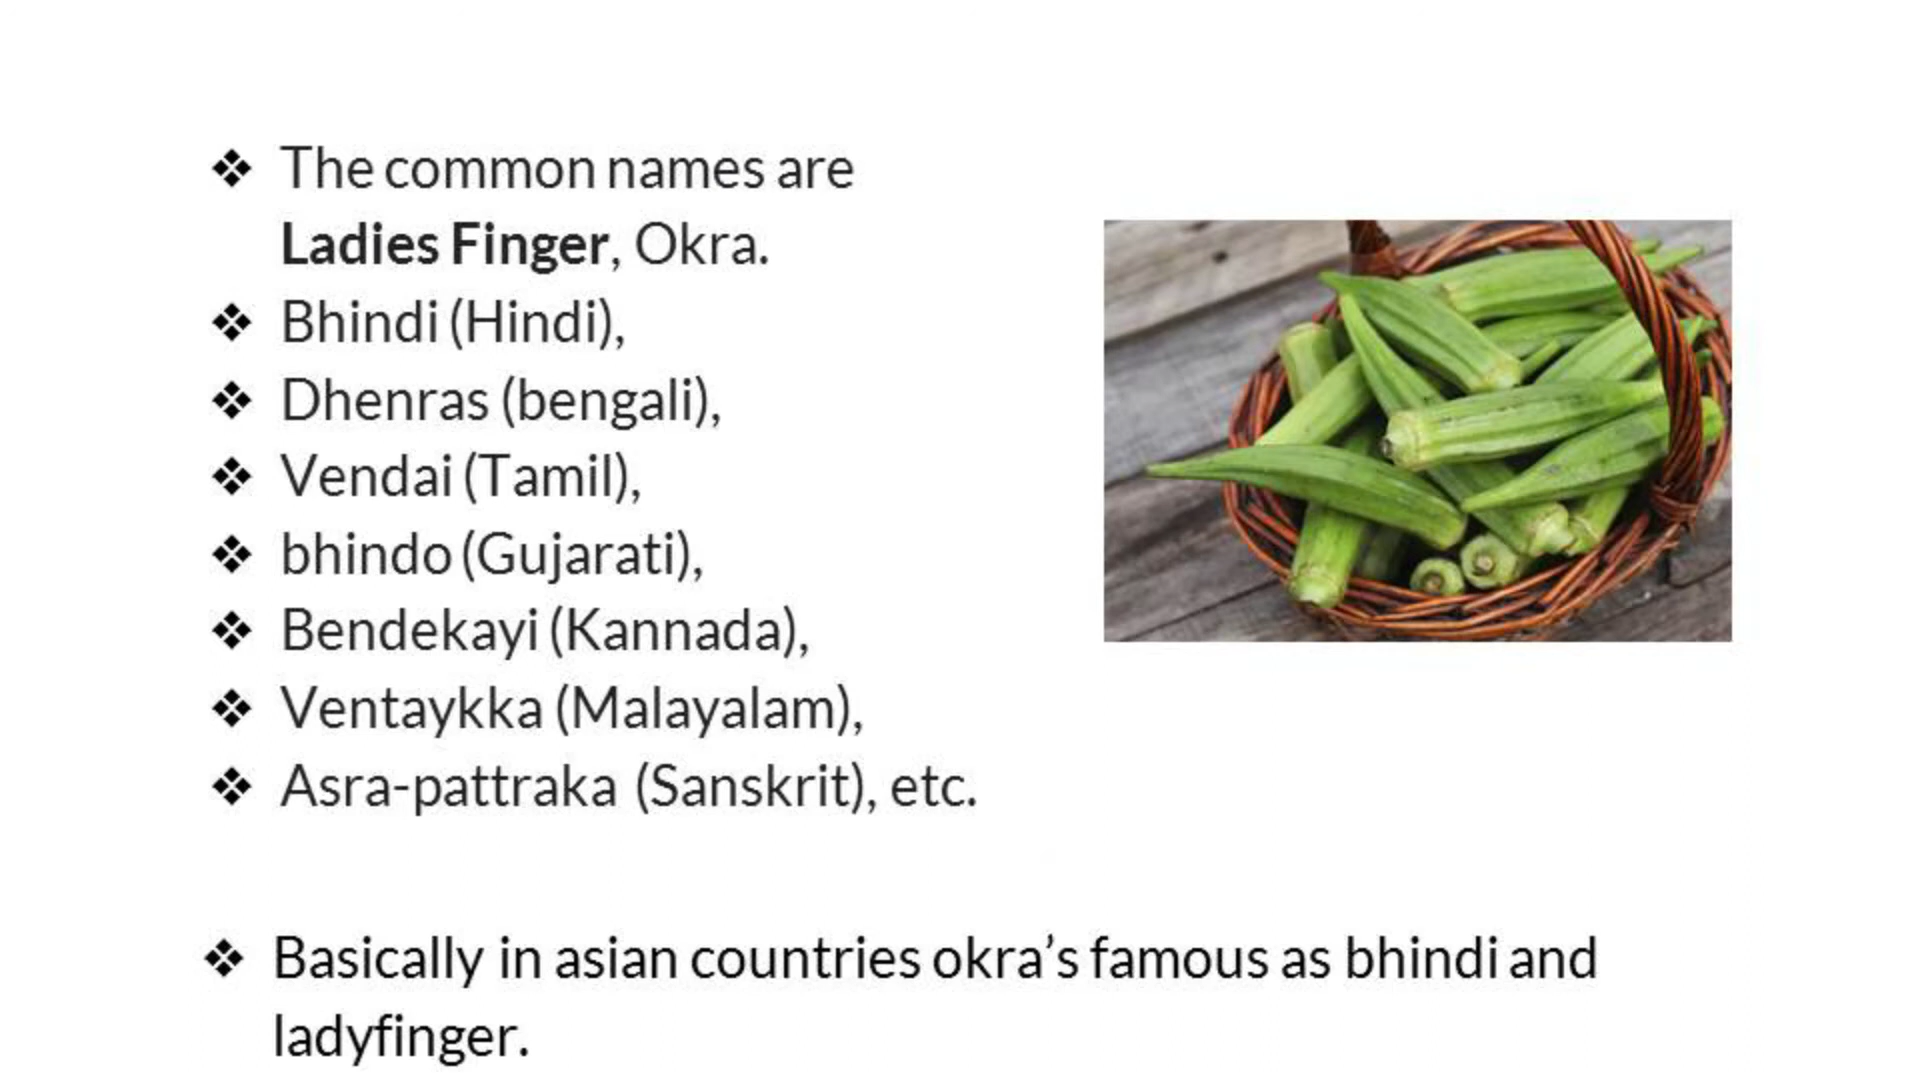 ❖ The common names are
Ladies Finger, Okra.
❖ Bhindi (Hindi),
❖ Dhenras (bengali),
❖ Vendai (Tamil),
❖ bhindo (Gujarati),
❖ Bendekayi (Kannada),
❖ Ventaykka (Malayalam),
❖ Asra-pattraka (Sanskrit), etc.
❖ Basically in asian countries okra’s famous as bhindi and
ladyfinger.